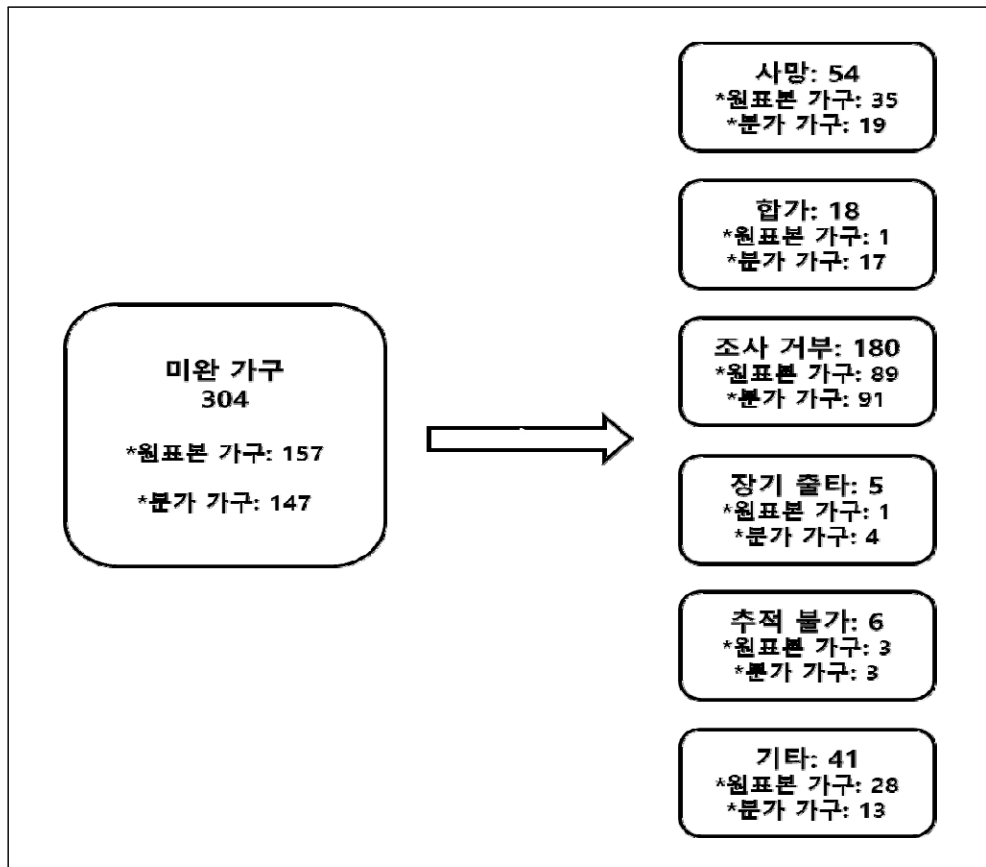 사망: 54
*원표본 가구: 35
*분가 가구: 19
합가: 18
*원표본 가구: 1
*분가 가구: 17
미완 가구
304
*원표본 가구: 157
*분가 가구: 147
조사 거부: 180
*원표본 가구: 89
*분가 가구: 91
장기 출타: 5
*원표본 가구: 1
*분가 가구: 4
추적 불가: 6
*원표본 가구: 3
*분가 가구: 3
기타: 41
*원표본 가구: 28
*분가 가구: 13